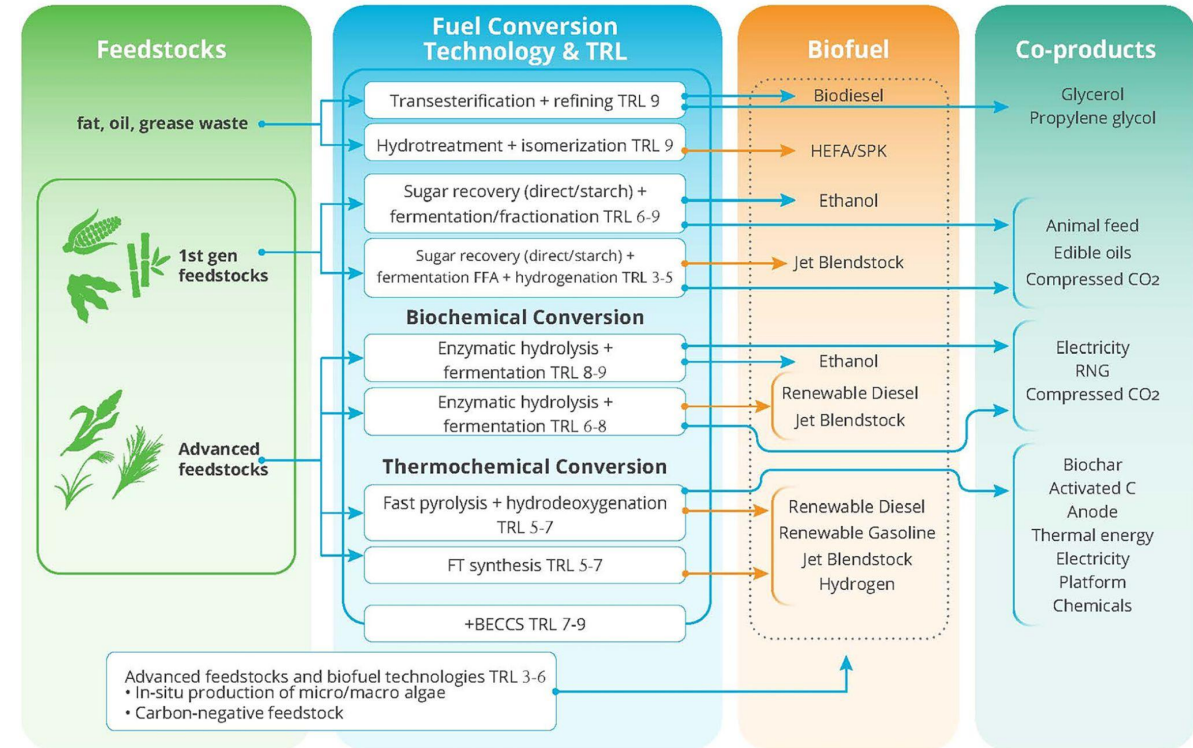 Feedstocks
Fuel Conversion
Technology & TRL
Biofuel
Co-products
fat, oil, grease waste
Transesterification + refining TRL 9
Biodiesel
Glycerol
Propylene glycol
Hydrotreatment + isomerization TRL 9
HEFA/SPK
1st gen
feedstocks
Sugar recovery (direct/starch) +
fermentation/fractionation TRL 6-9
Ethanol
Sugar recovery (direct/starch) +
fermentation FFA + hydrogenation TRL 3-5
Jet Blendstock
Animal feed
Edible oils
Compressed CO2
Advanced
feedstocks
Biochemical Conversion
Enzymatic hydrolysis +
fermentation TRL 8-9
Ethanol
Enzymatic hydrolysis +
fermentation TRL 6-8
Renewable Diesel
Jet Blendstock
Electricity
RNG
Compressed CO2
Thermochemical Conversion
Fast pyrolysis + hydrodeoxygenation
TRL 5-7
FT synthesis TRL 5-7
Renewable Diesel
Renewable Gasoline
Jet Blendstock
Hydrogen
Biochar
Activated C
Anode
Thermal energy
Electricity
Platform
Chemicals
+BECCS TRL 7-9
Advanced feedstocks and biofuel technologies TRL 3-6
• In-situ production of micro/macro algae
• Carbon-negative feedstock